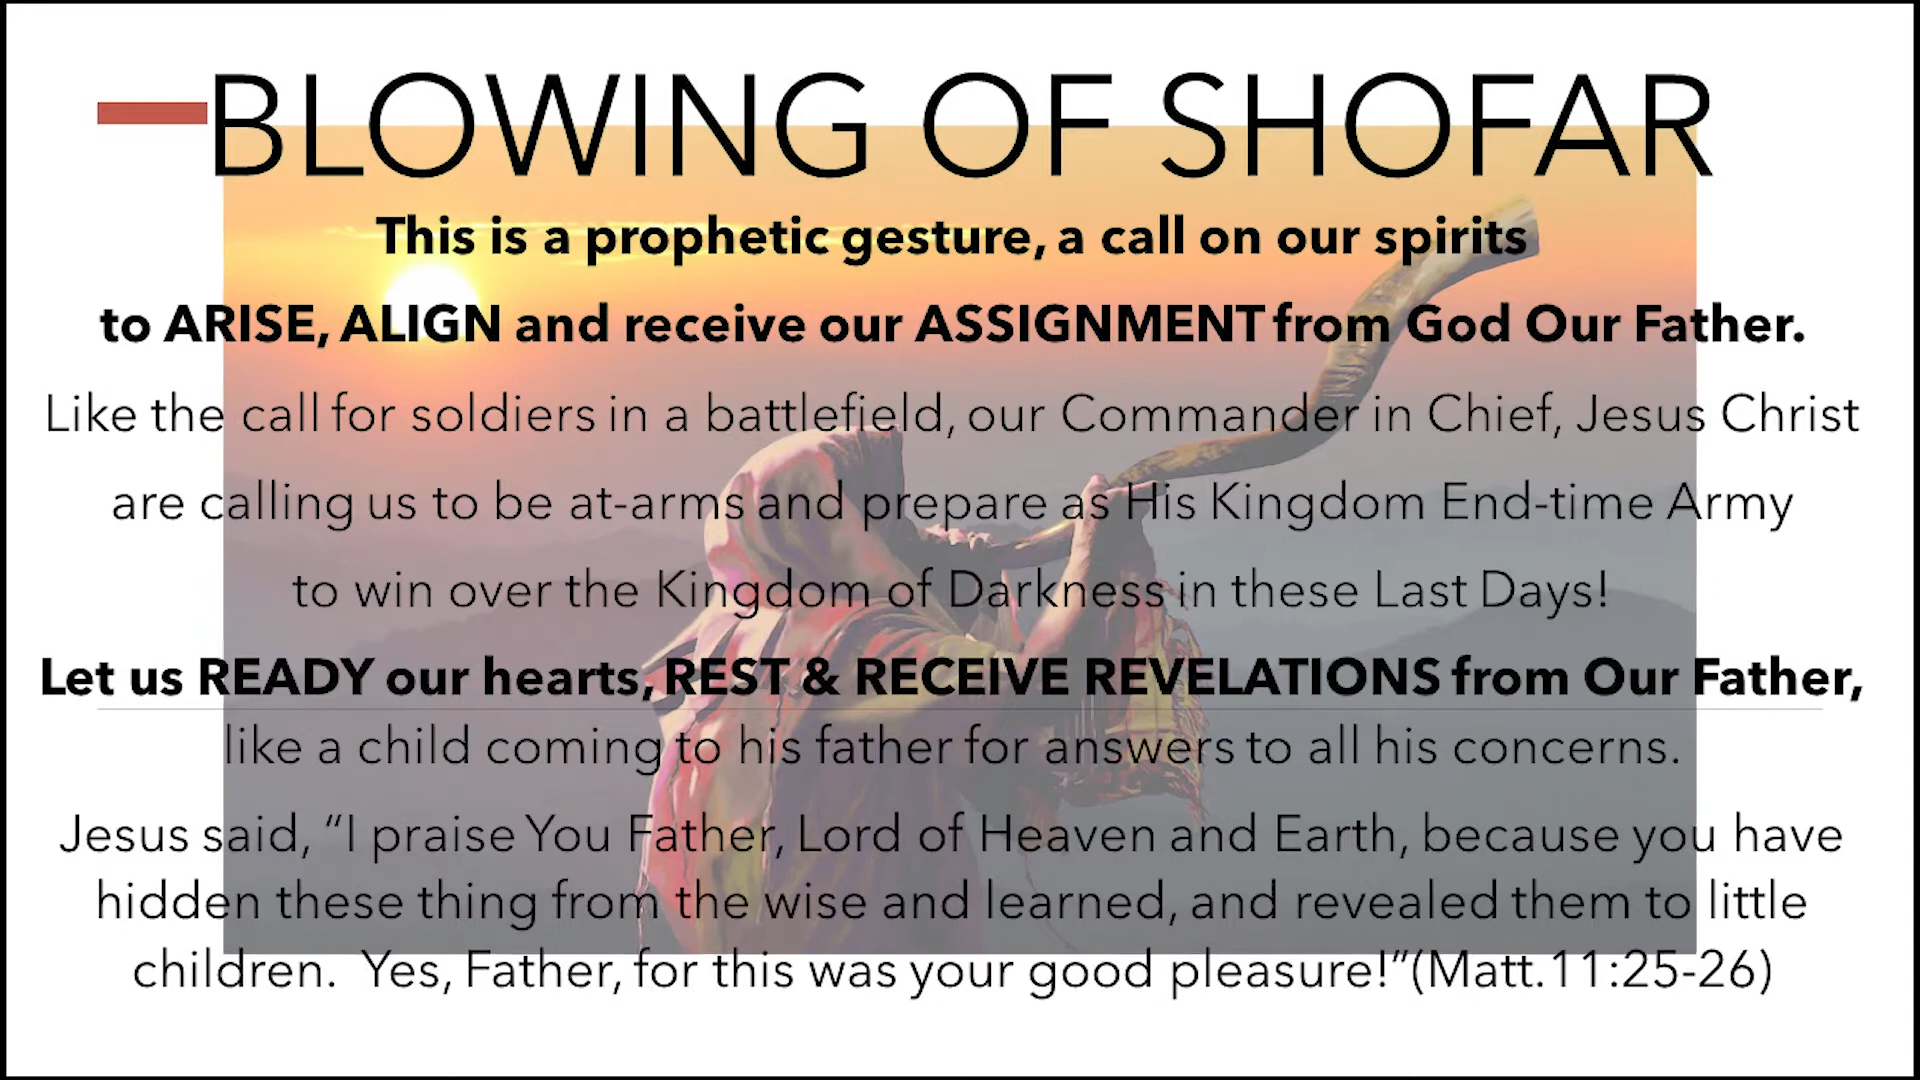 BLOWING OF SHOFAR
This is a prophetic gesture, a call on our spirits
to ARISE, ALIGN and receive our ASSIGNMENT from God Our Father.
Like the call for soldiers in a battlefield, our Commander in Chief, Jesus Christ
are calling us to be at-arms and prepare as His Kingdom End-time Army
to win over the Kingdom of Darkness in these Last Days!
Let us READY our hearts, REST & RECEIVE REVELATIONS from Our Father,
like a child coming to his father for answers to all his concerns.
Jesus said, “I praise You Father, Lord of Heaven and Earth, because you have
hidden these thing from the wise and learned, and revealed them to little
children.  Yes, Father, for this was your good pleasure!”(Matt.11:25-26)